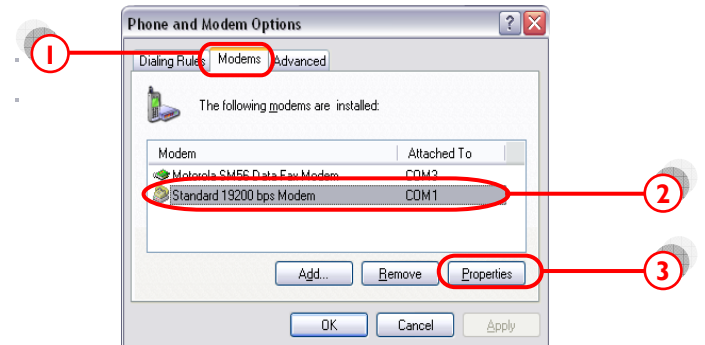 Phone and Modem Options
1
Dialing Rules Modems Advanced
The following modems are installed:
Modem Attached To
Motorola SM56 Data Fax Modem COM3
Standard 19200 bps Modem COM1
2
Add... Remove Properties
3
OK Cancel Apply